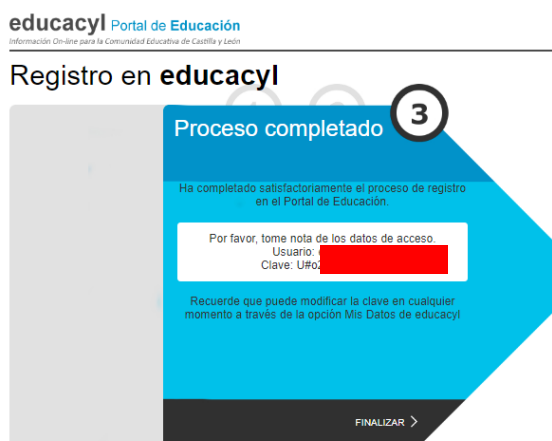 educacyl Portal de Educación
Información On-line para la Comunidad Educativa de Castilla y León
Registro en educacyl
1 2 3
Proceso completado
Ha completado satisfactoriamente el proceso de registro
en el Portal de Educación.
Por favor, tome nota de los datos de acceso.
Usuario:
Clave: U#o
Recuerde que puede modificar la clave en cualquier
momento a través de la opción Mis Datos de educacyl
FINALIZAR >